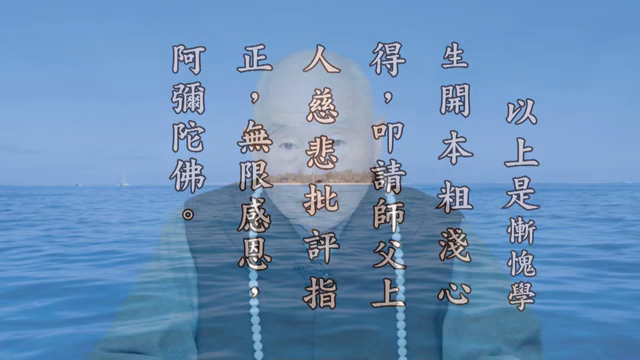 以上是慚愧學
生開本粗淺心
得，叩請師父上
人慈悲批評指
正，無限感恩，
阿彌陀佛。